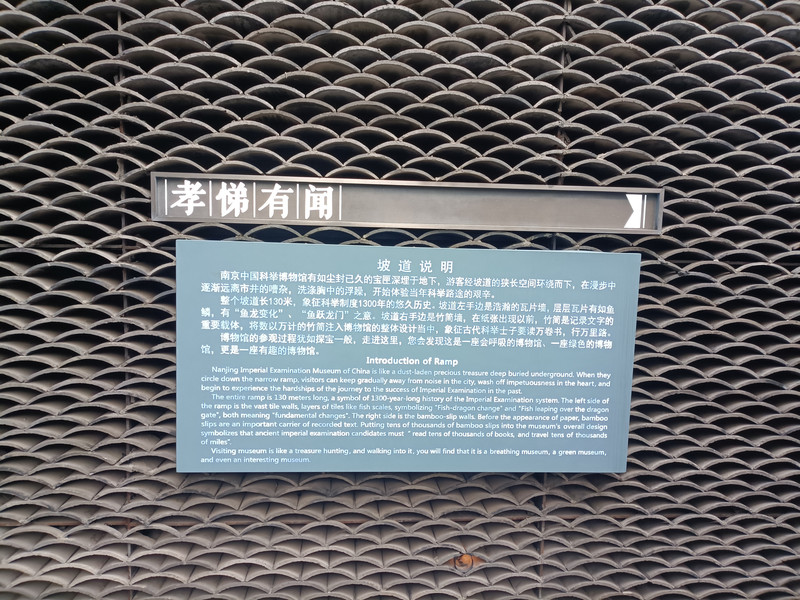 孝悌有闻
坡道说明
南京中国科举博物馆有如尘封已久的宝匣深埋于地下，游客经坡道的狭长空间环绕而下，在漫步中
逐渐远离市井的嘈杂，洗涤胸中的浮躁，开始体验当年科举路途的艰辛。
整个坡道长130米，象征科举制度1300年的悠久历史。坡道左手边是浩瀚的瓦片墙，层层瓦片有如鱼
鳞，有“鱼龙变化”、“鱼跃龙门”之意。坡道右手边是竹简墙，在纸张出现以前，竹简是记录文字的
重要载体，将数以万计的竹简注入博物馆的整体设计当中，象征古代科举士子要读万卷书，行万里路。
博物馆的参观过程犹如探宝一般，走进这里，您会发现这是一座会呼吸的博物馆、一座绿色的博物
馆，更是一座有趣的博物馆。
Introduction of Ramp
Nanjing Imperial Examination Museum of China is like a dust-laden precious treasure deep buried underground. When they
circle down the narrow ramp, visitors can keep gradually away from noise in the city, wash off impetuousness in the heart, and
begin to experience the hardships of the journey to the success of Imperial Examination in the past.
The entire ramp is 130 meters long, a symbol of 1300-year-long history of the Imperial Examination system. The left side of
the ramp is the vast tile walls, layers of tiles like fish scales, symbolizing "Fish-dragon change" and "Fish leaping over the dragon
gate", both meaning "fundamental changes". The right side is the bamboo-slip walls. Before the appearance of paper, bamboo
slips are an important carrier of recorded text. Putting tens of thousands of bamboo slips into the museum's overall design
symbolizes that ancient imperial examination candidates must " read tens of thousands of books, and travel tens of thousands
of miles".
Visiting museum is like a treasure hunting, and walking into it, you will find that it is a breathing museum, a green museum,
and even an interesting museum.